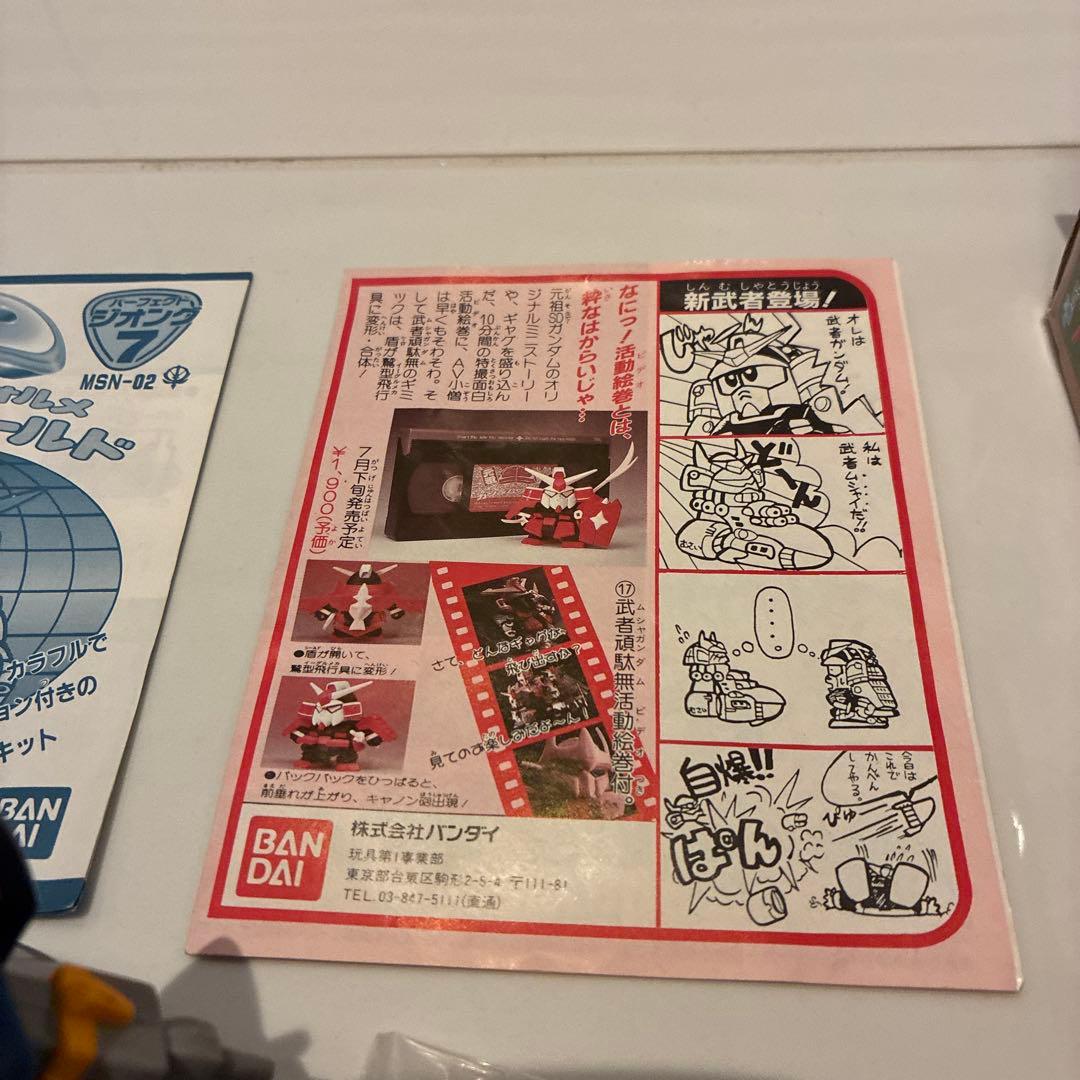 パーフェクト
ジオング
7
MSN-02
ールド
カラフルで
ョン付きの
キット
BAN
DAI
なにっ！活動絵巻とは、
粋なはからいじゃ…
元祖SDガンダムのオリ
ジナルミニストーリー
や、ギャグを盛り込ん
だ、10分間の特撮面白
活動絵巻に、AV小僧
は早くもそわそわ。そ
して武者頑駄無のギミ
ックは、盾が鷲型飛行
具に変形・合体！
7月下旬発売予定
¥1,900(予価)
⑰武者頑駄無活動絵巻付。
●盾が開いて、
鷲型飛行具に変形！
●バックパックをひっぱると、
前垂れが上がり、キャノン砲出現！
さて、どんなギャグが
飛び出すか？
見てのお楽しみだよ〜ん
BAN
DAI
株式会社バンダイ
玩具第1事業部
東京都台東区駒形2-5-4 〒111-81
TEL.03-847-5111(直通)
新武者登場！
オレは
武者ガンダム！
私は……
武者ムシャイだ!!
……
自爆!!
ぱん
今日は
これで
かんべん
してやる。
びゅー